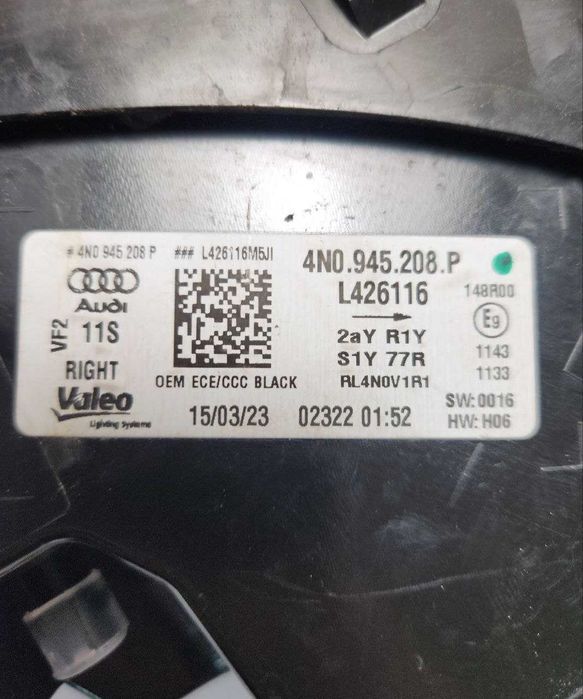 # 4N0 945 208 P
### L426116M5JI
4N0.945.208.P
L426116
148R00
Audi
VF2
11S
RIGHT
2aY R1Y
S1Y 77R
E9
1143
1133
OEM ECE/CCC BLACK
RL4N0V1R1
Valeo
Lighting Systems
15/03/23
02322 01:52
SW: 0016
HW: H06